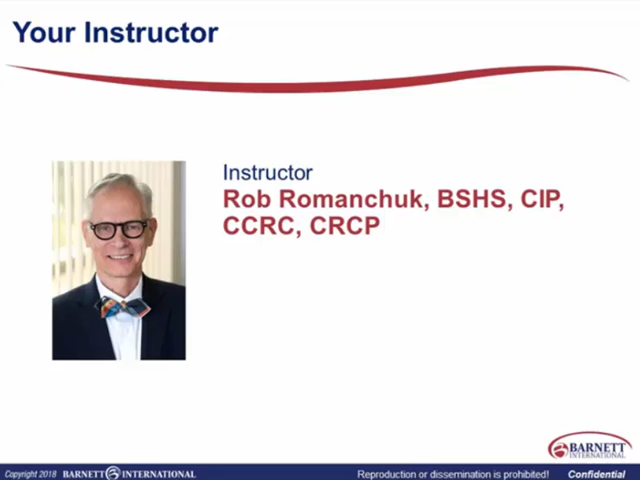 Your Instructor
Instructor
Rob Romanchuk, BSHS, CIP,
CCRC, CRCP
BARNETT
INTERNATIONAL
Copyright 2018 BARNETT INTERNATIONAL
Reproduction or dissemination is prohibited! Confidential